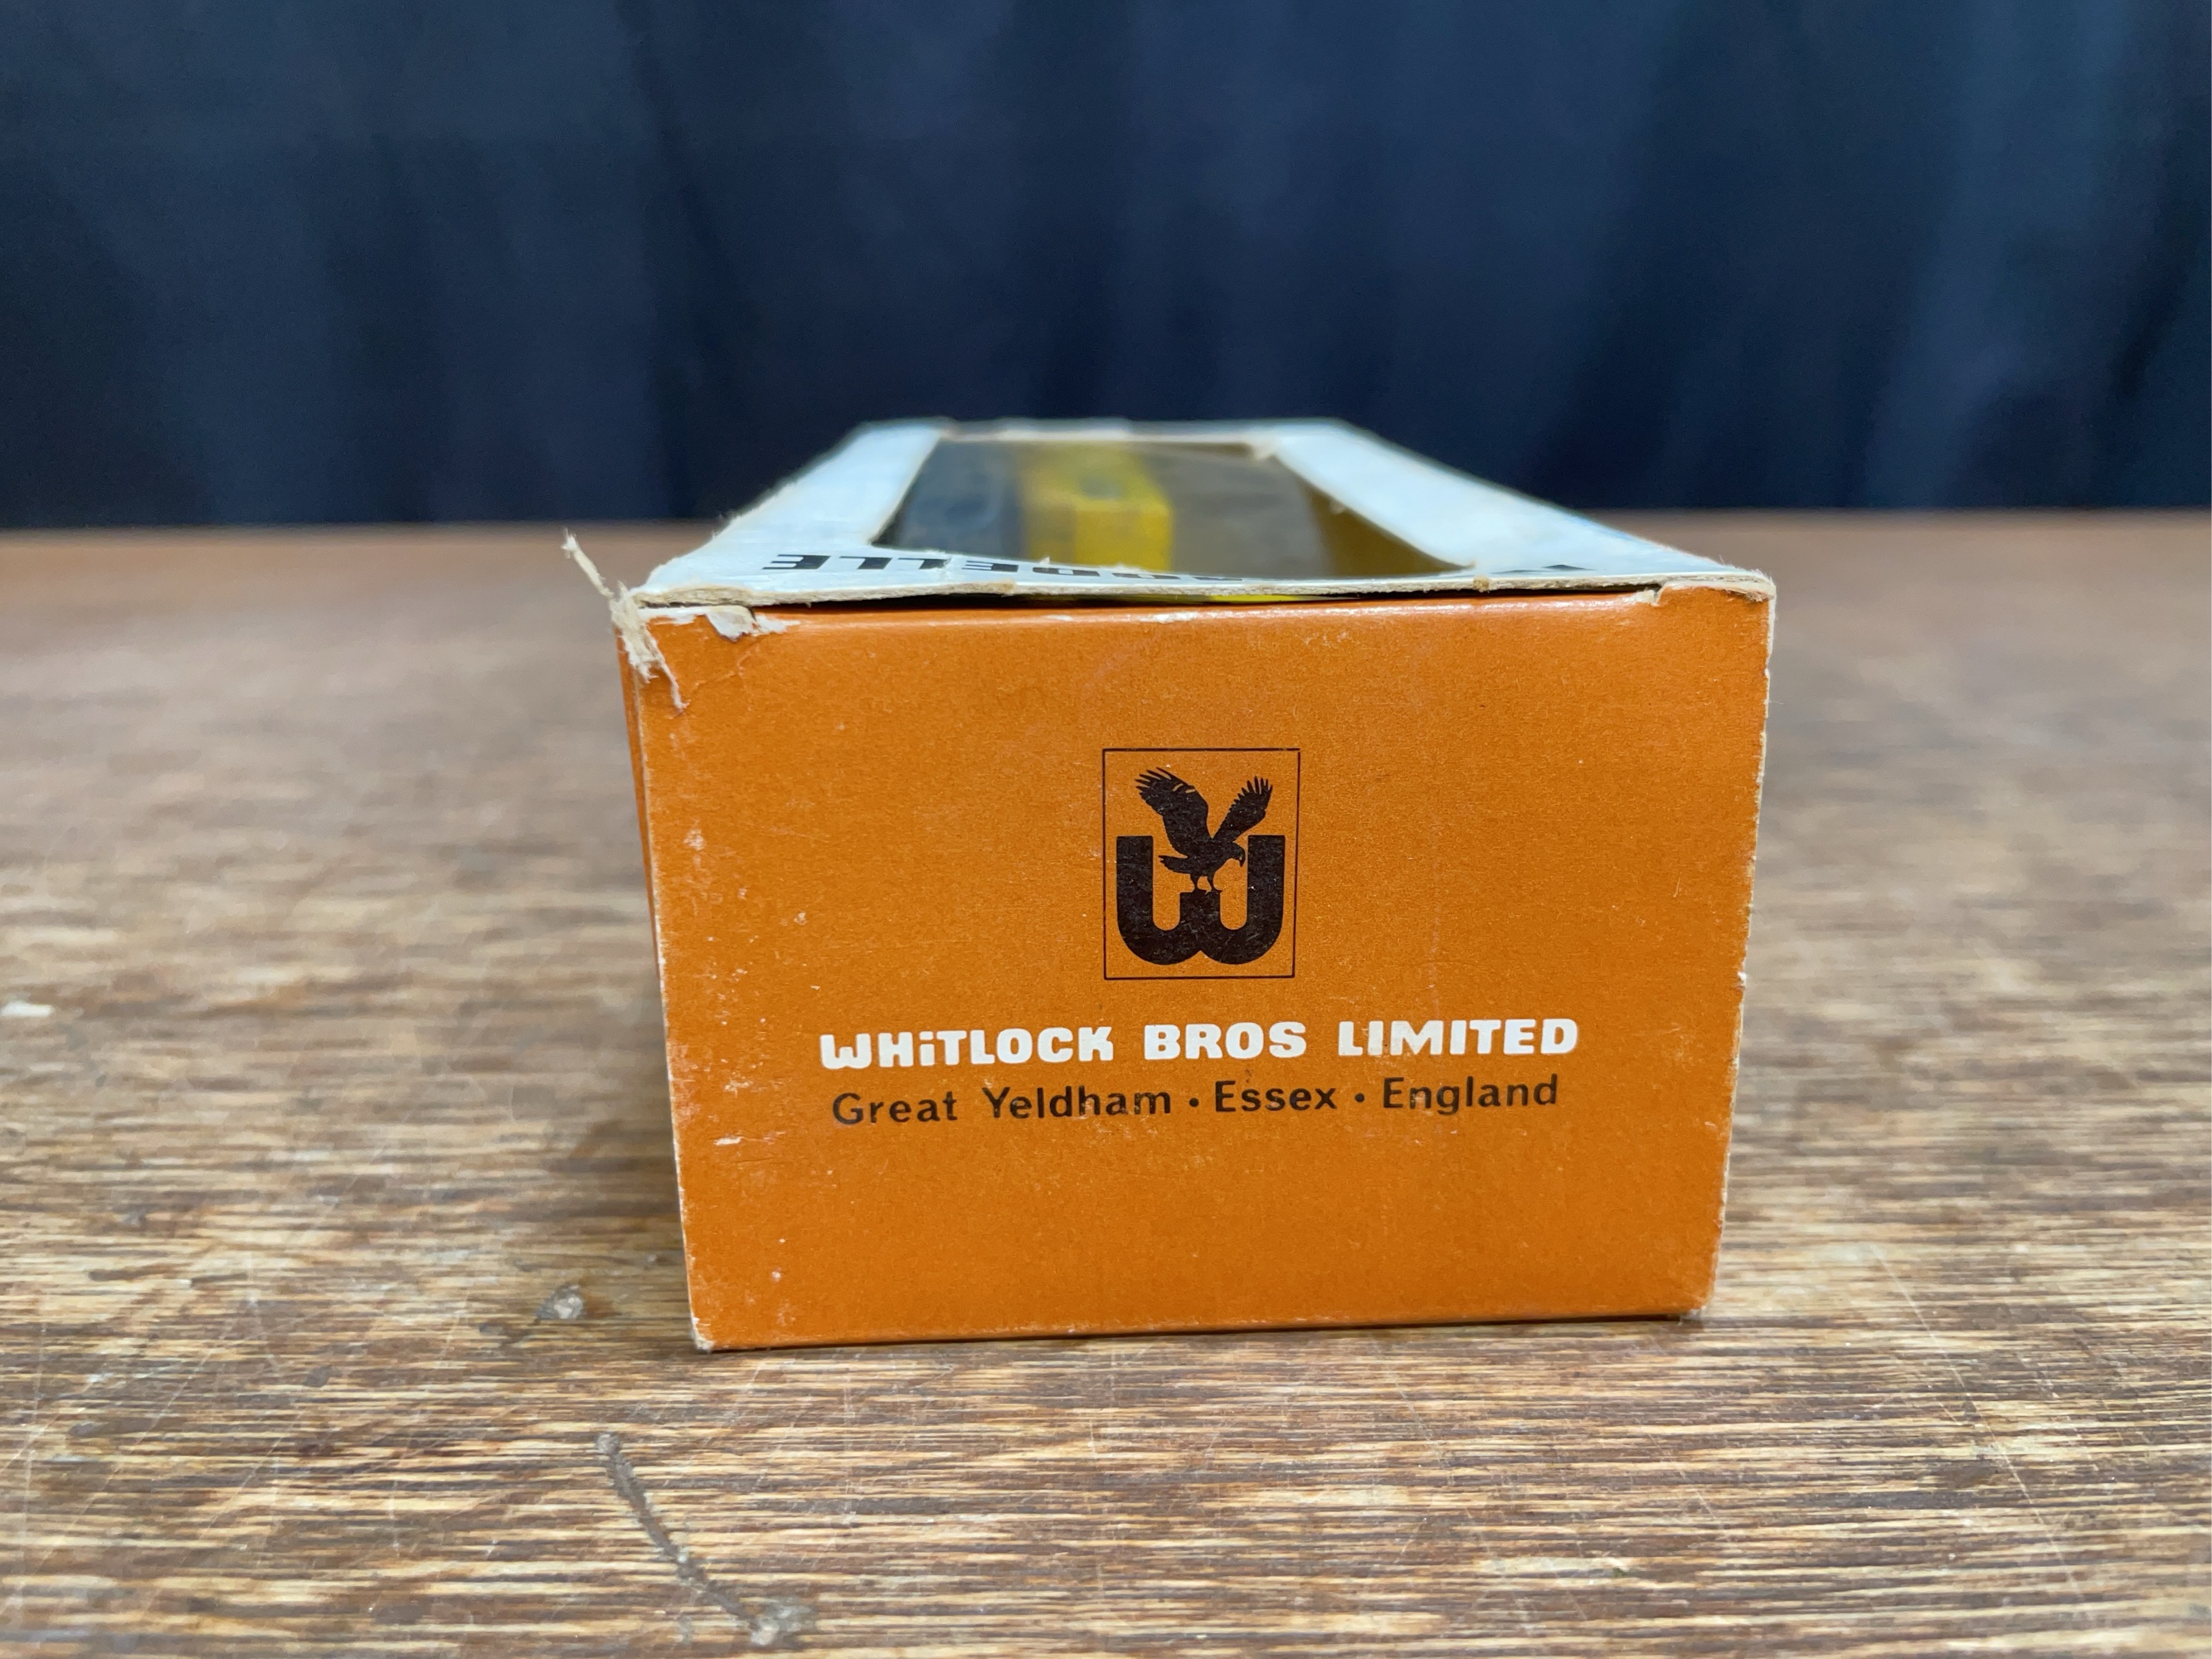 WHiTLOCK BROS LIMITED
Great Yeldham • Essex • England